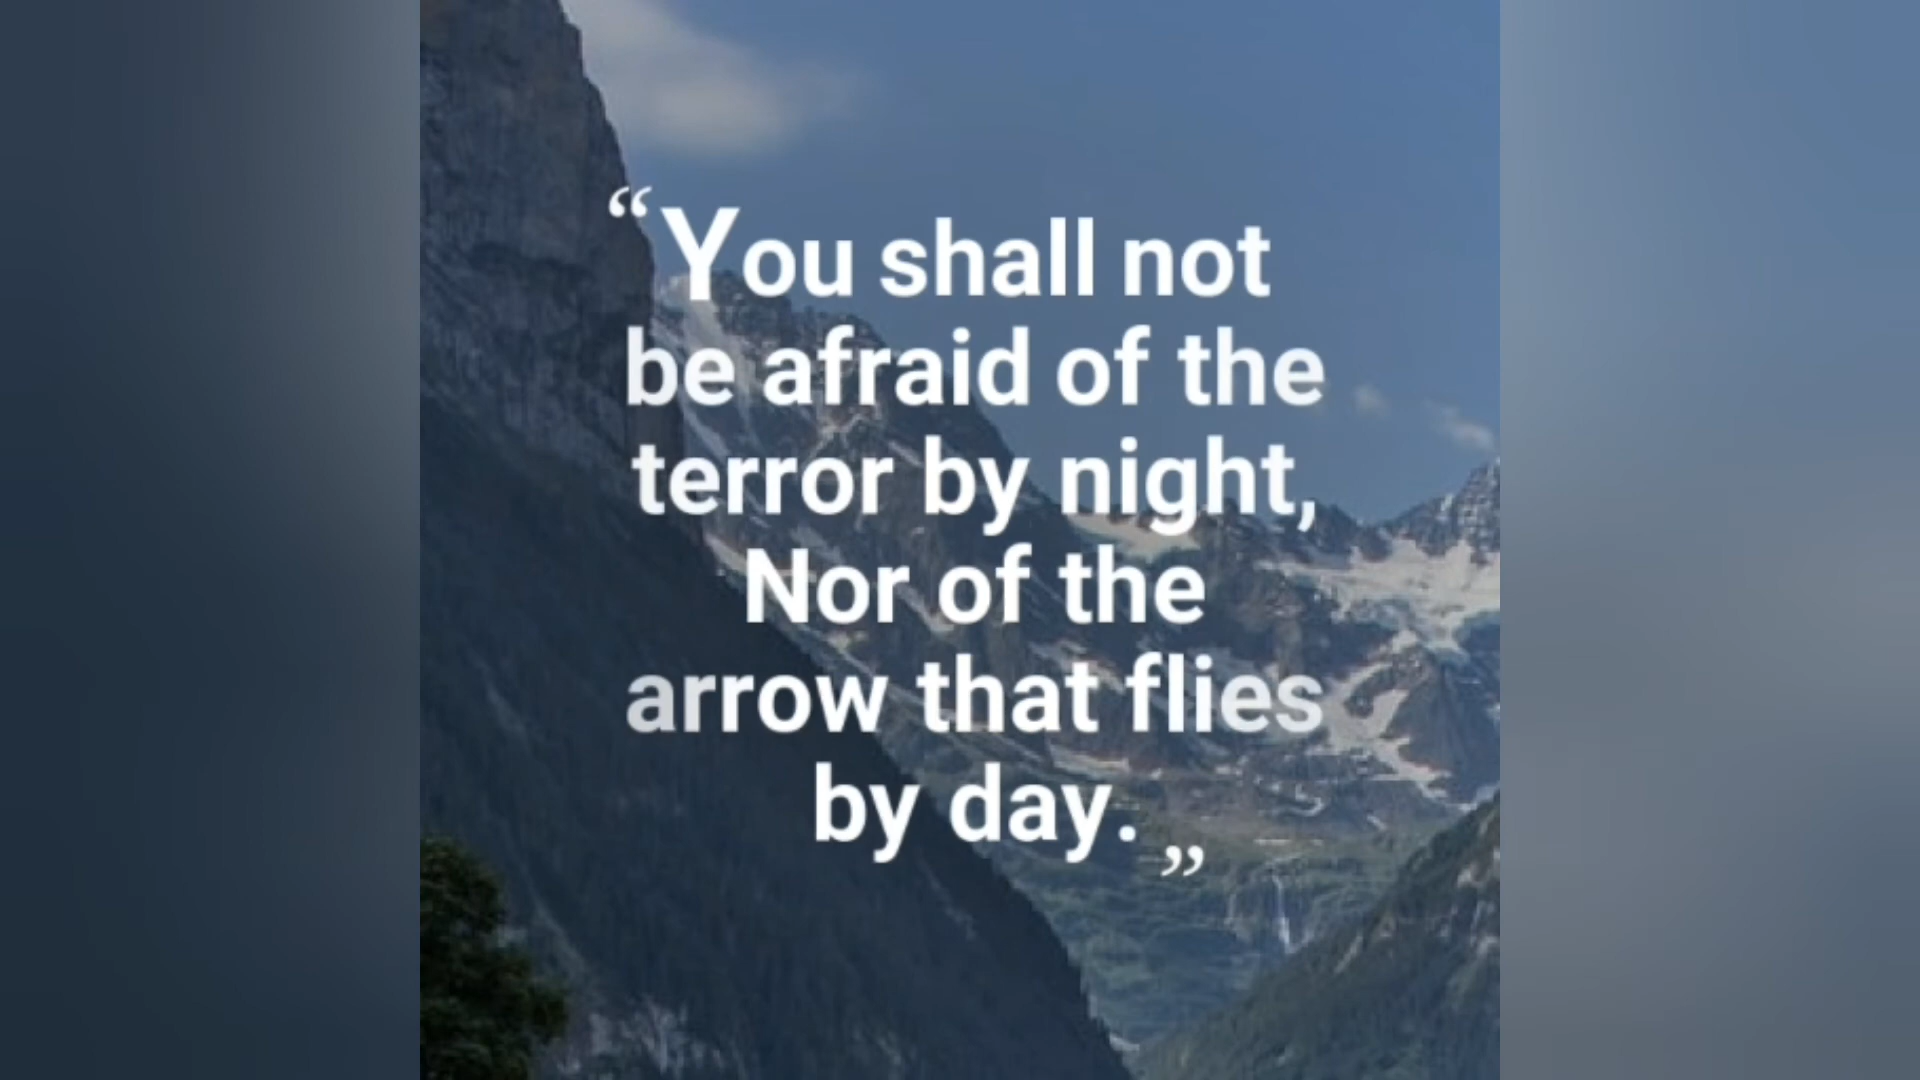 “You shall not
be afraid of the
terror by night,
Nor of the
arrow that flies
by day.”